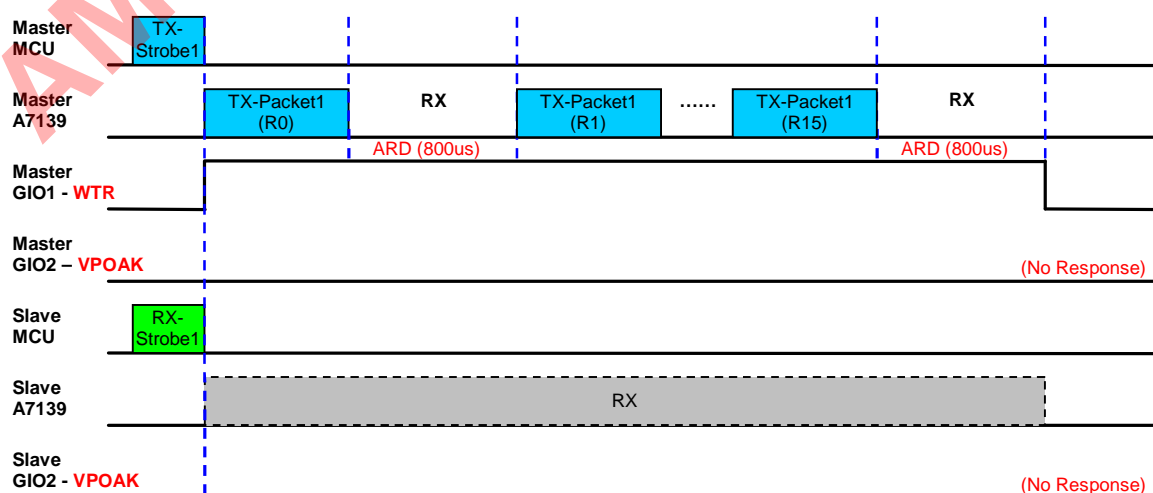 AM
Master
MCU
TX-
Strobe1
Master
A7139
TX-Packet1
(R0)
RX
TX-Packet1
(R1)
......
TX-Packet1
(R15)
RX
ARD (800us)
ARD (800us)
Master
GIO1 - WTR
Master
GIO2 – VPOAK
(No Response)
Slave
MCU
RX-
Strobe1
Slave
A7139
RX
Slave
GIO2 - VPOAK
(No Response)